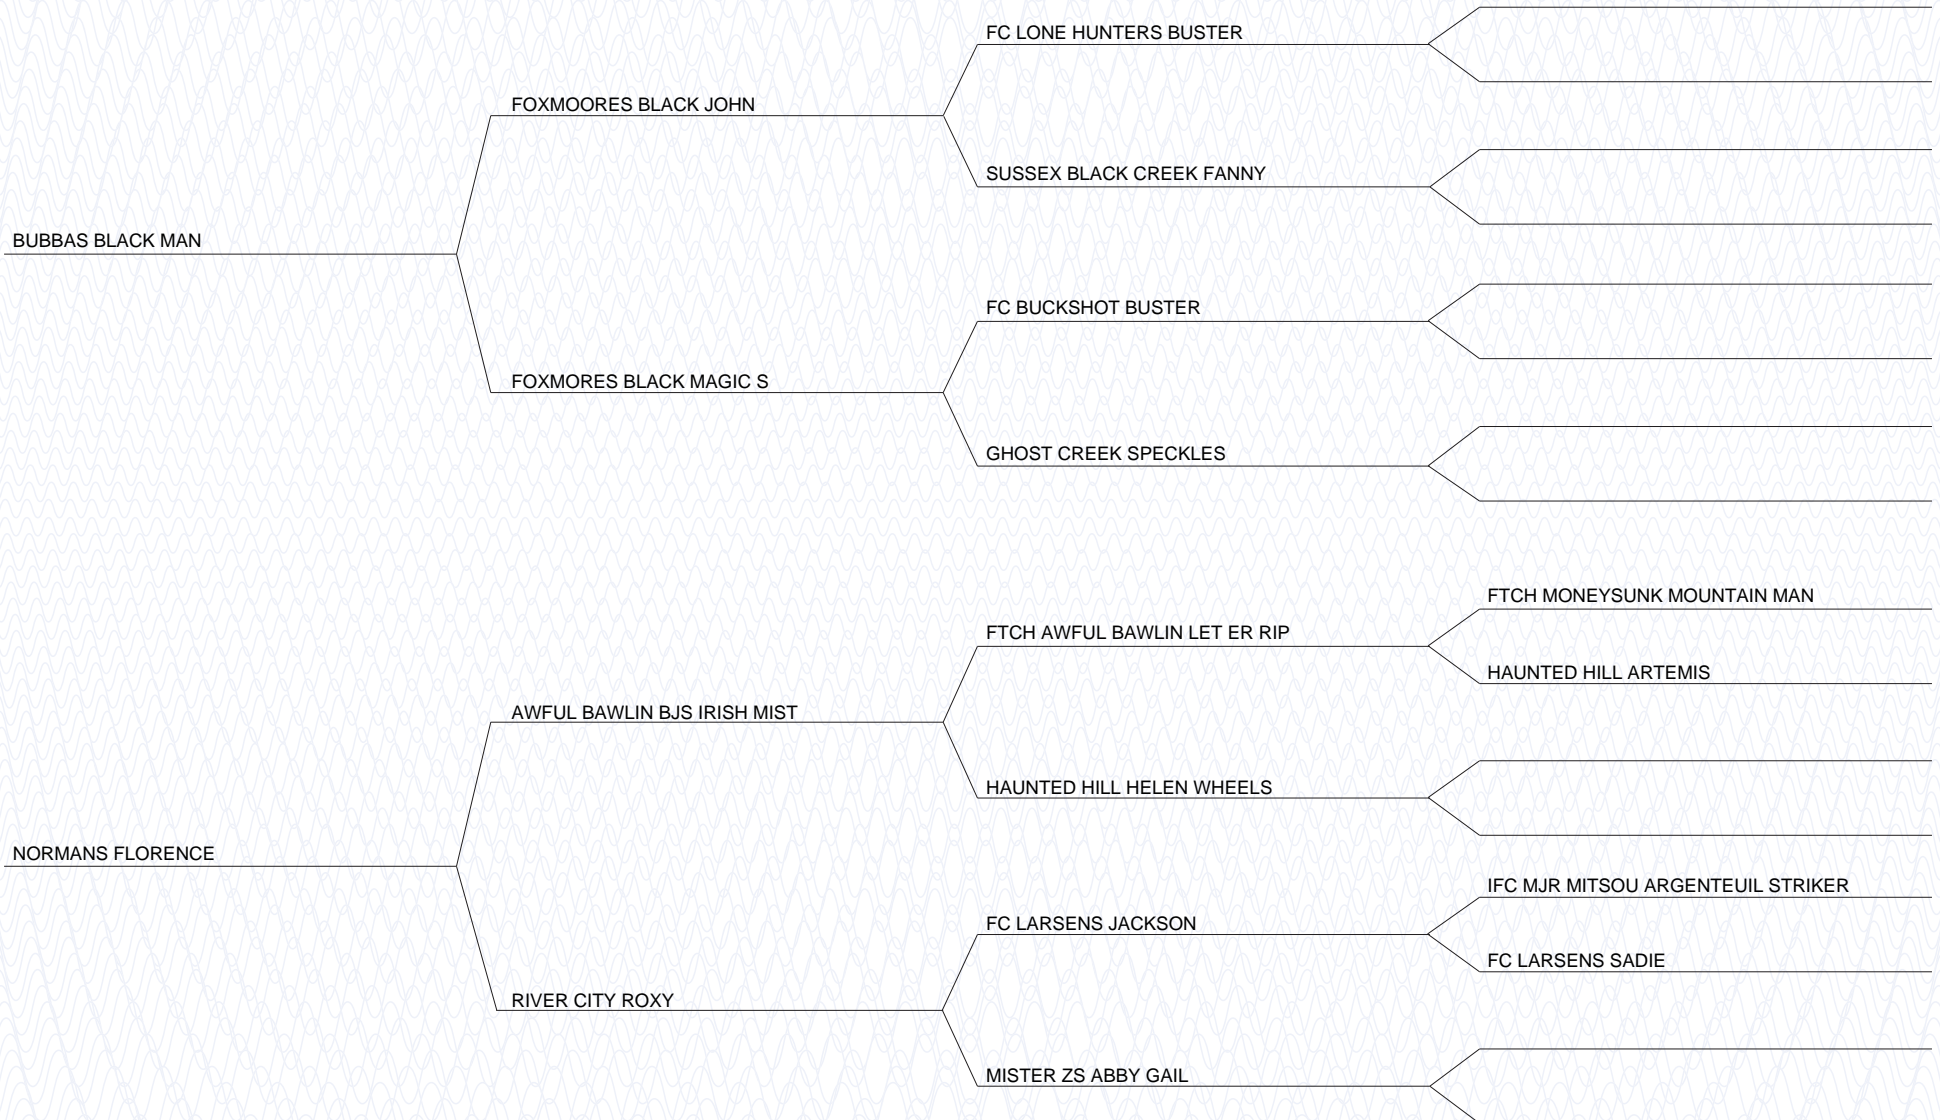 FC LONE HUNTERS BUSTER
FOXMOORES BLACK JOHN
SUSSEX BLACK CREEK FANNY
BUBBAS BLACK MAN
FC BUCKSHOT BUSTER
FOXMORES BLACK MAGIC S
GHOST CREEK SPECKLES
FTCH MONEYSUNK MOUNTAIN MAN
FTCH AWFUL BAWLIN LET ER RIP
HAUNTED HILL ARTEMIS
AWFUL BAWLIN BJS IRISH MIST
HAUNTED HILL HELEN WHEELS
NORMANS FLORENCE
IFC MJR MITSOU ARGENTEUIL STRIKER
FC LARSENS JACKSON
FC LARSENS SADIE
RIVER CITY ROXY
MISTER ZS ABBY GAIL